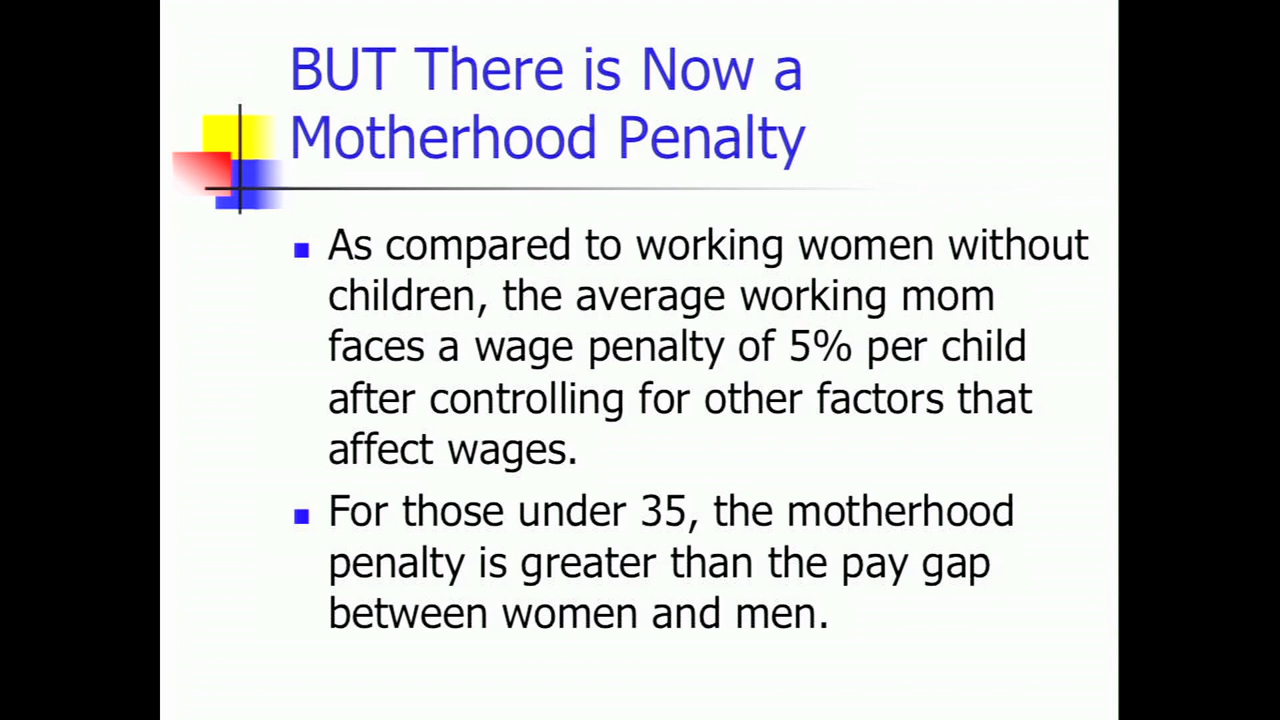 BUT There is Now a
Motherhood Penalty
As compared to working women without
children, the average working mom
faces a wage penalty of 5% per child
after controlling for other factors that
affect wages.
For those under 35, the motherhood
penalty is greater than the pay gap
between women and men.